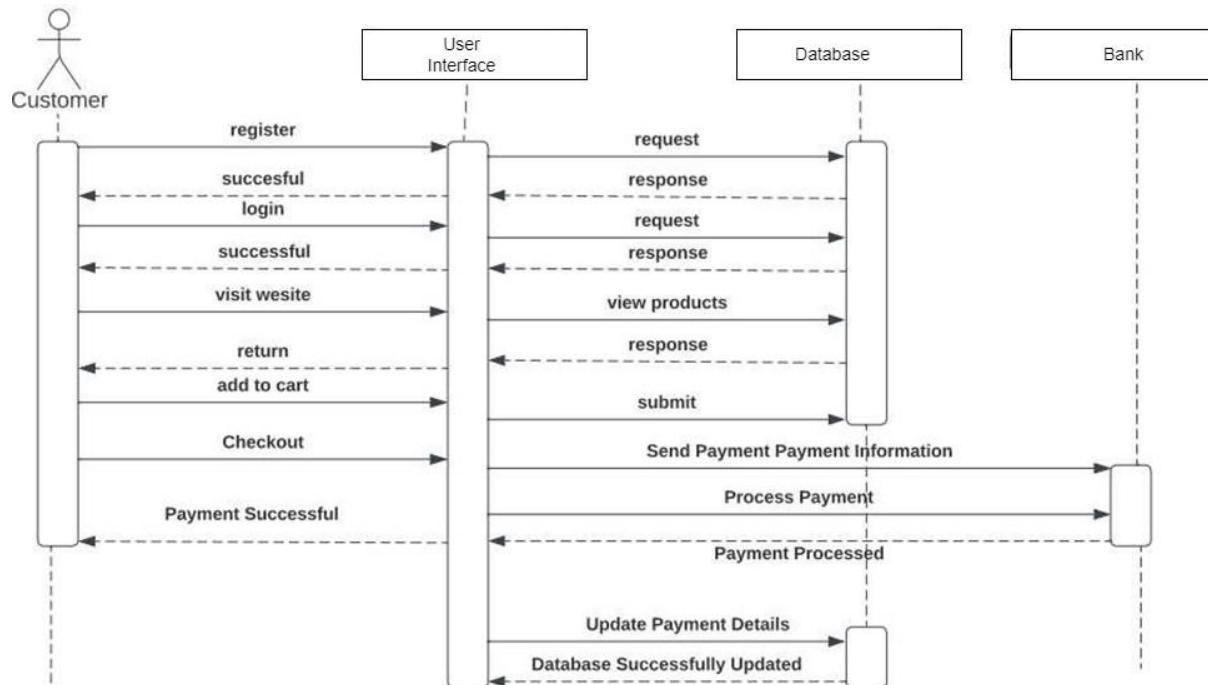 User
Interface
Database
Bank
Customer
register
request
succesful
response
login
request
successful
response
visit wesite
view products
return
response
add to cart
submit
Checkout
Send Payment Payment Information
Process Payment
Payment Successful
Payment Processed
Update Payment Details
Database Successfully Updated